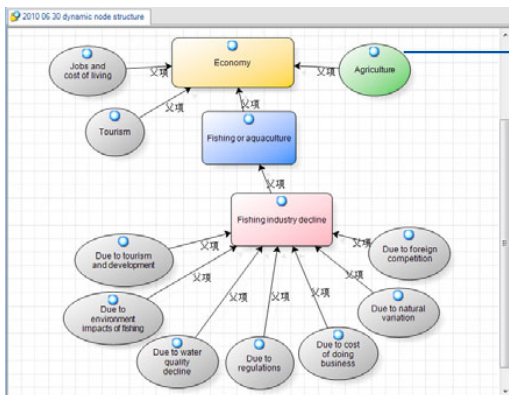 2010 06 30 dynamic node structure
Jobs and
cost of living
父项
Economy
父项
Agriculture
父项
父项
Tourism
Fishing or aquaculture
父项
Fishing industry decline
父项
父项
Due to tourism
and development
Due to foreign
competition
父项
父项
父项
父项
父项
Due to
environment
impacts of fishing
Due to natural
variation
Due to water
quality
decline
Due to
regulations
Due to cost
of doing
business